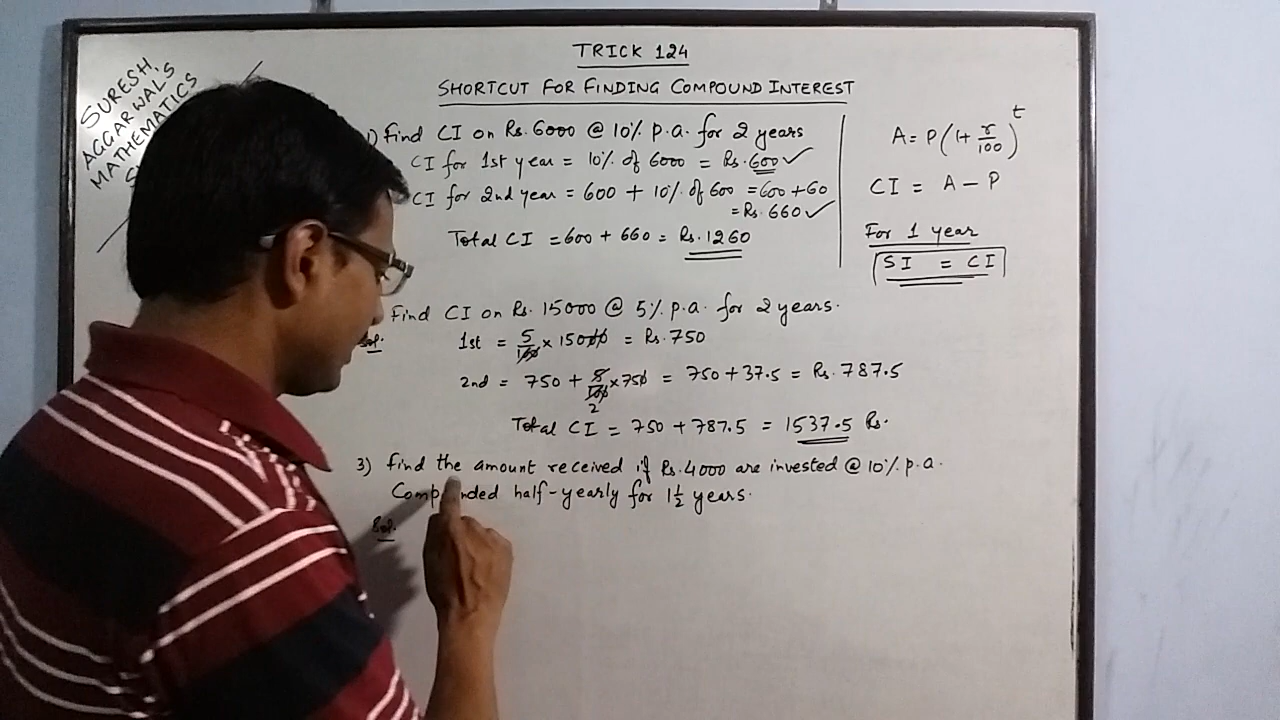 SURESH
AGGARWAL'S
MATHEMATICS
TRICK 124
SHORTCUT FOR FINDING COMPOUND INTEREST
1) Find CI on Rs. 6000 @ 10% p.a. for 2 years
CI for 1st year = 10% of 6000 = Rs. 600 ✓
CI for 2nd year = 600 + 10% of 600 = 600 + 60
= Rs. 660 ✓
Total CI = 600 + 660 = Rs. 1260
A = P(1 + r/100)^t
CI = A - P
For 1 year
SI = CI
Find CI on Rs. 15000 @ 5% p.a. for 2 years.
Sol:
1st = 5/100 × 15000 = Rs. 750
2nd = 750 + 5/100 × 750 = 750 + 37.5 = Rs. 787.5
2
Total CI = 750 + 787.5 = 1537.5 Rs.
3) Find the amount received if Rs. 4000 are invested @ 10% p.a.
Compounded half-yearly for 1 1/2 years.
Sol: